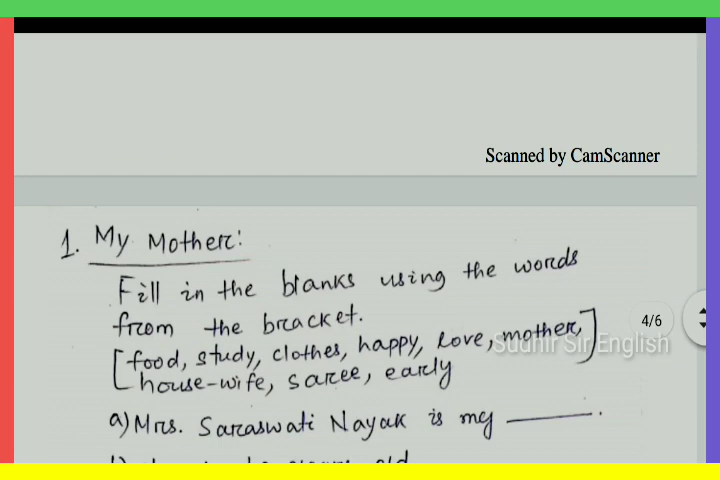 Scanned by CamScanner
1. My Mother:
Fill in the blanks using the words
from the bracket.
4/6
[food, study, clothes, happy, love, mother,
house-wife, saree, early]
Sudhir Sir English
a) Mrs. Saraswati Nayak is my ______.